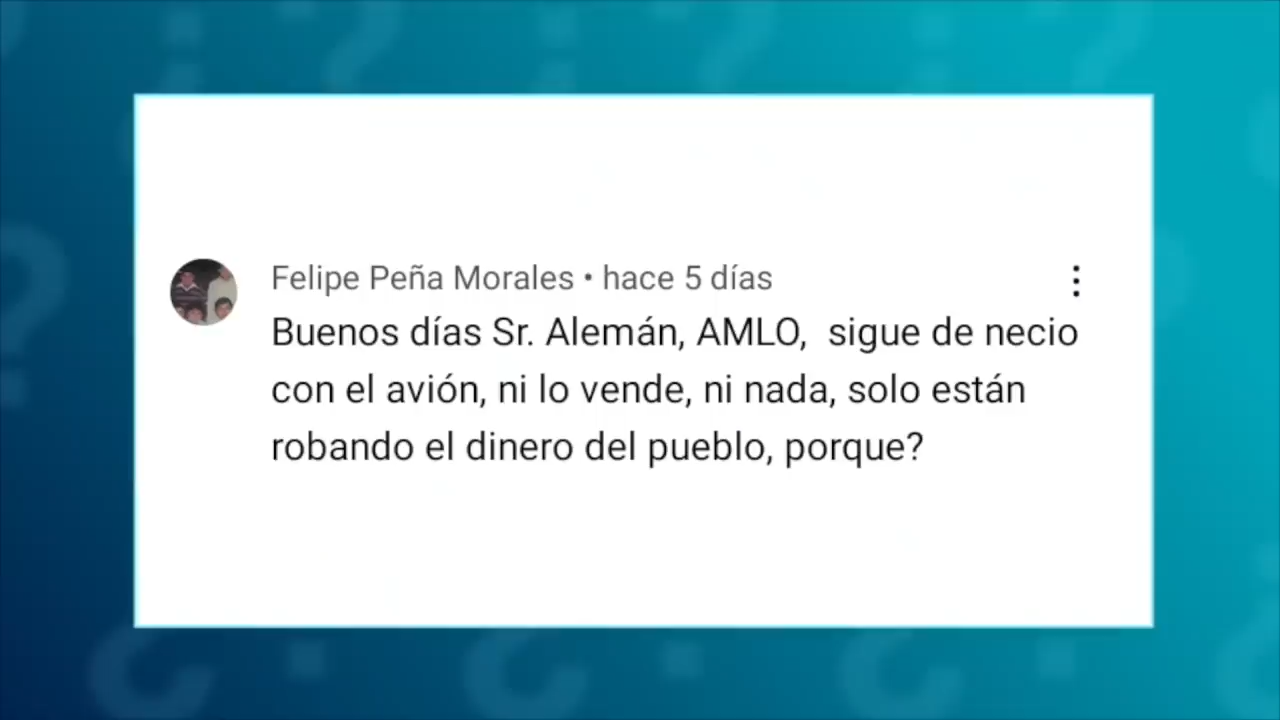 Felipe Peña Morales • hace 5 días
Buenos días Sr. Alemán, AMLO,  sigue de necio
con el avión, ni lo vende, ni nada, solo están
robando el dinero del pueblo, porque?